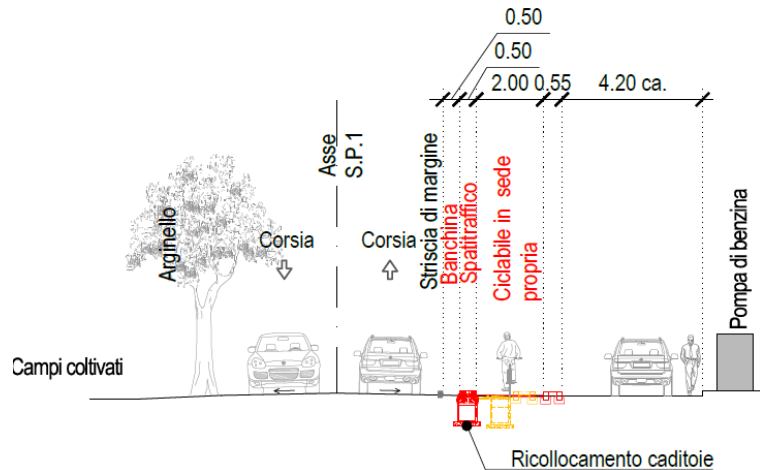 0.50
0.50
2.00 0.55 4.20 ca.
Asse
S.P.1
Arginello
Corsia
Corsia
Striscia di margine
Banchina
Spatitraffico
Ciclabile in sede
propria
Pompa di benzina
Campi coltivati
Ricollocamento caditoie